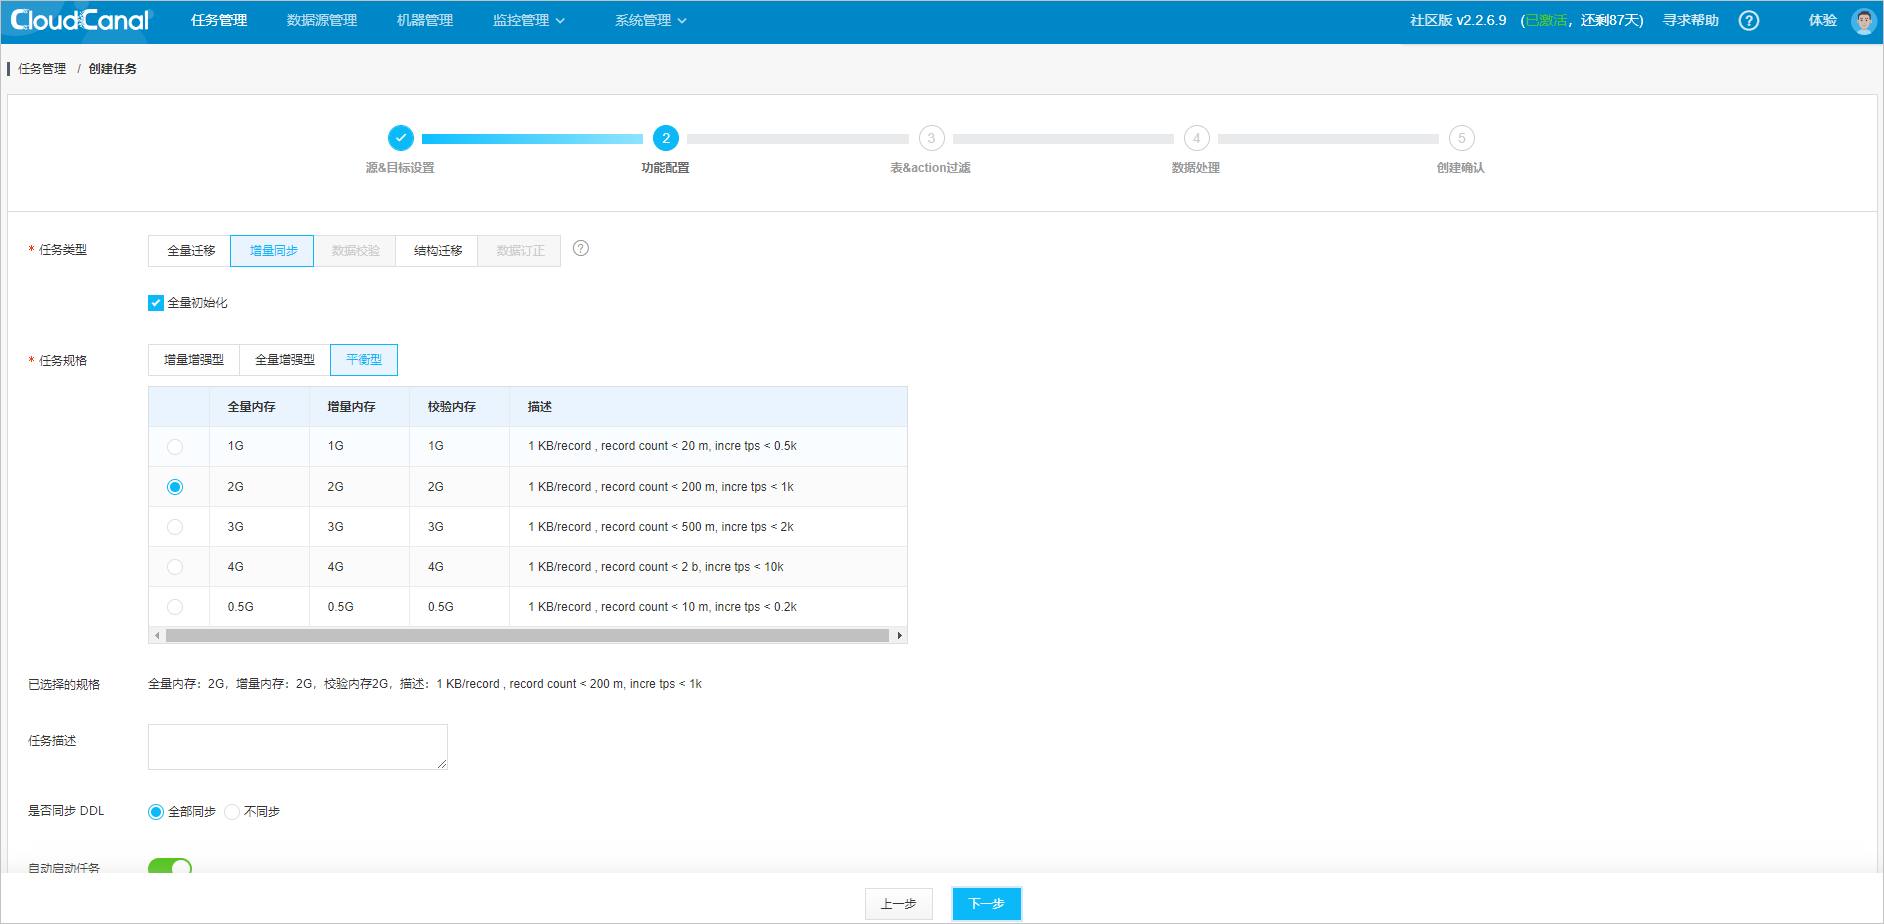 CloudCanal 任务管理 数据源管理 机器管理 监控管理 系统管理 社区版 v2.2.6.9 (已激活，还剩87天) 寻求帮助 ? 体验
任务管理 / 创建任务
2 3 4 5
源&目标设置 功能配置 表&action过滤 数据处理 创建确认
* 任务类型 全量迁移 增量同步 数据校验 结构迁移 数据订正 ?
全量初始化
* 任务规格 增量增强型 全量增强型 平衡型
全量内存 增量内存 校验内存 描述
1G 1G 1G 1 KB/record , record count < 20 m, incre tps < 0.5k
2G 2G 2G 1 KB/record , record count < 200 m, incre tps < 1k
3G 3G 3G 1 KB/record , record count < 500 m, incre tps < 2k
4G 4G 4G 1 KB/record , record count < 2 b, incre tps < 10k
0.5G 0.5G 0.5G 1 KB/record , record count < 10 m, incre tps < 0.2k
已选择的规格 全量内存：2G，增量内存：2G，校验内存2G，描述：1 KB/record , record count < 200 m, incre tps < 1k
任务描述
是否同步 DDL 全部同步 不同步
自动启动任务
上一步 下一步